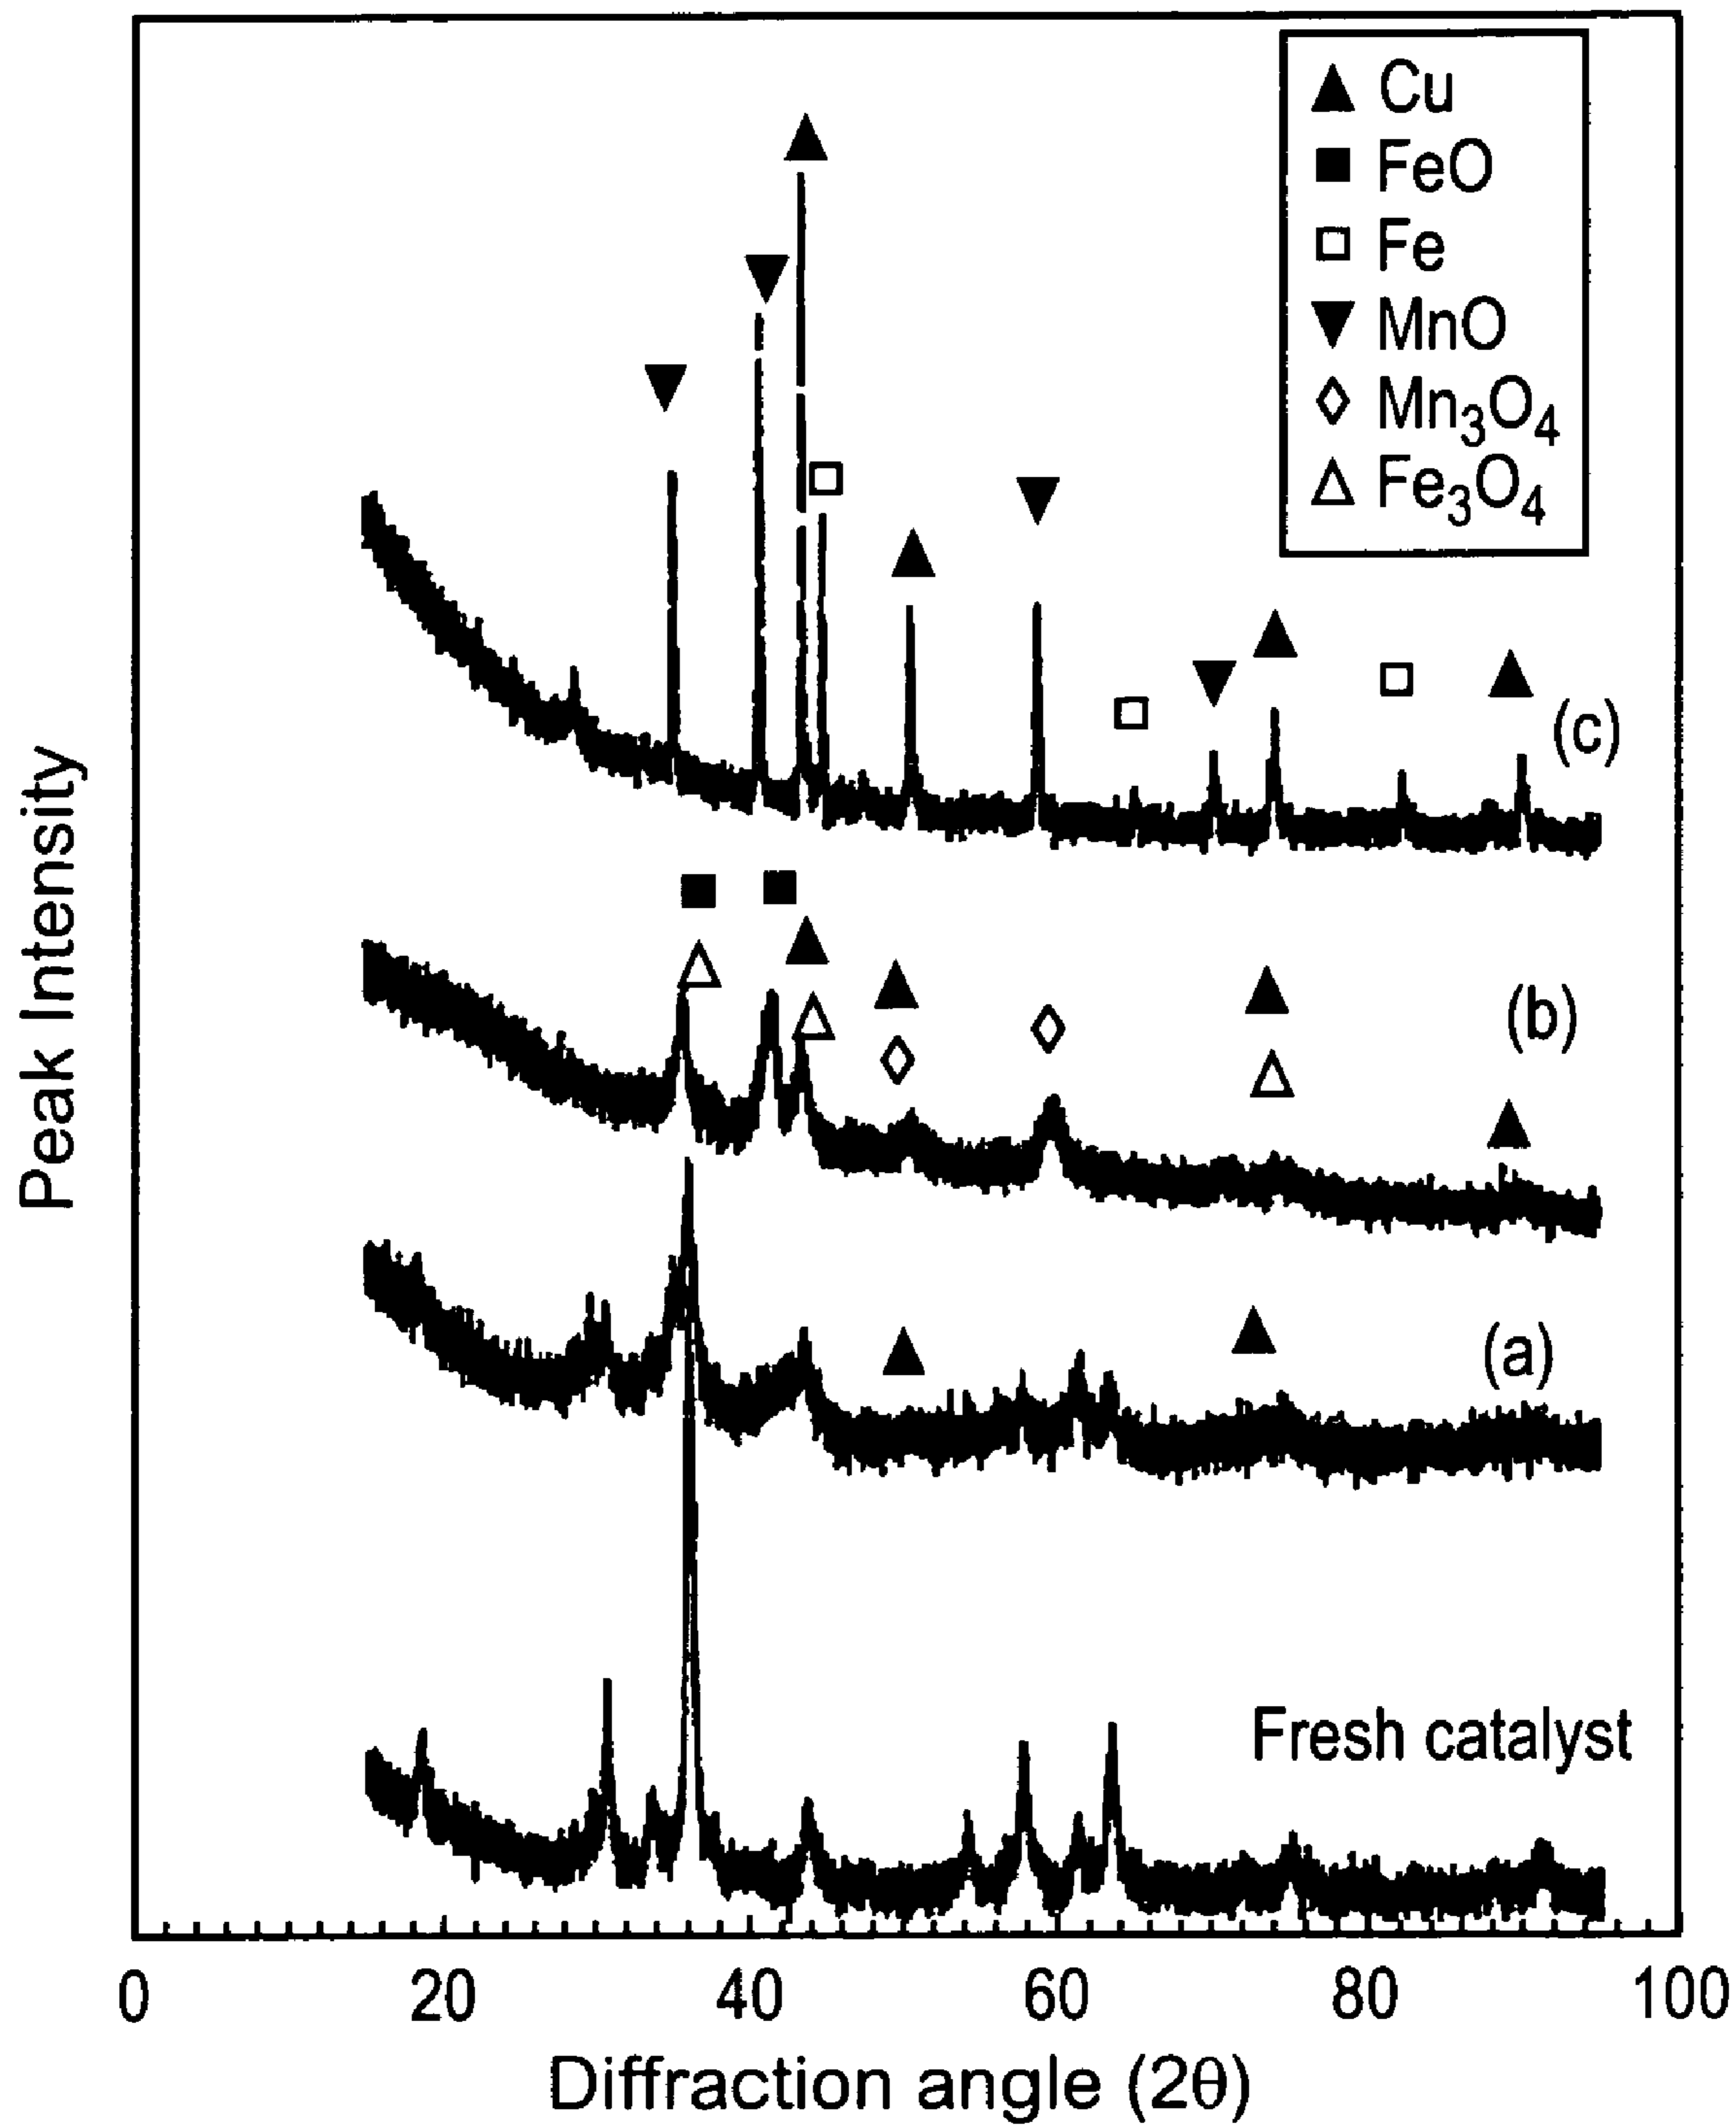 Cu
FeO
Fe
MnO
Mn₃O₄
Fe₃O₄
(c)
(b)
(a)
Fresh catalyst
Peak Intensity
0 20 40 60 80 100
Diffraction angle (2θ)